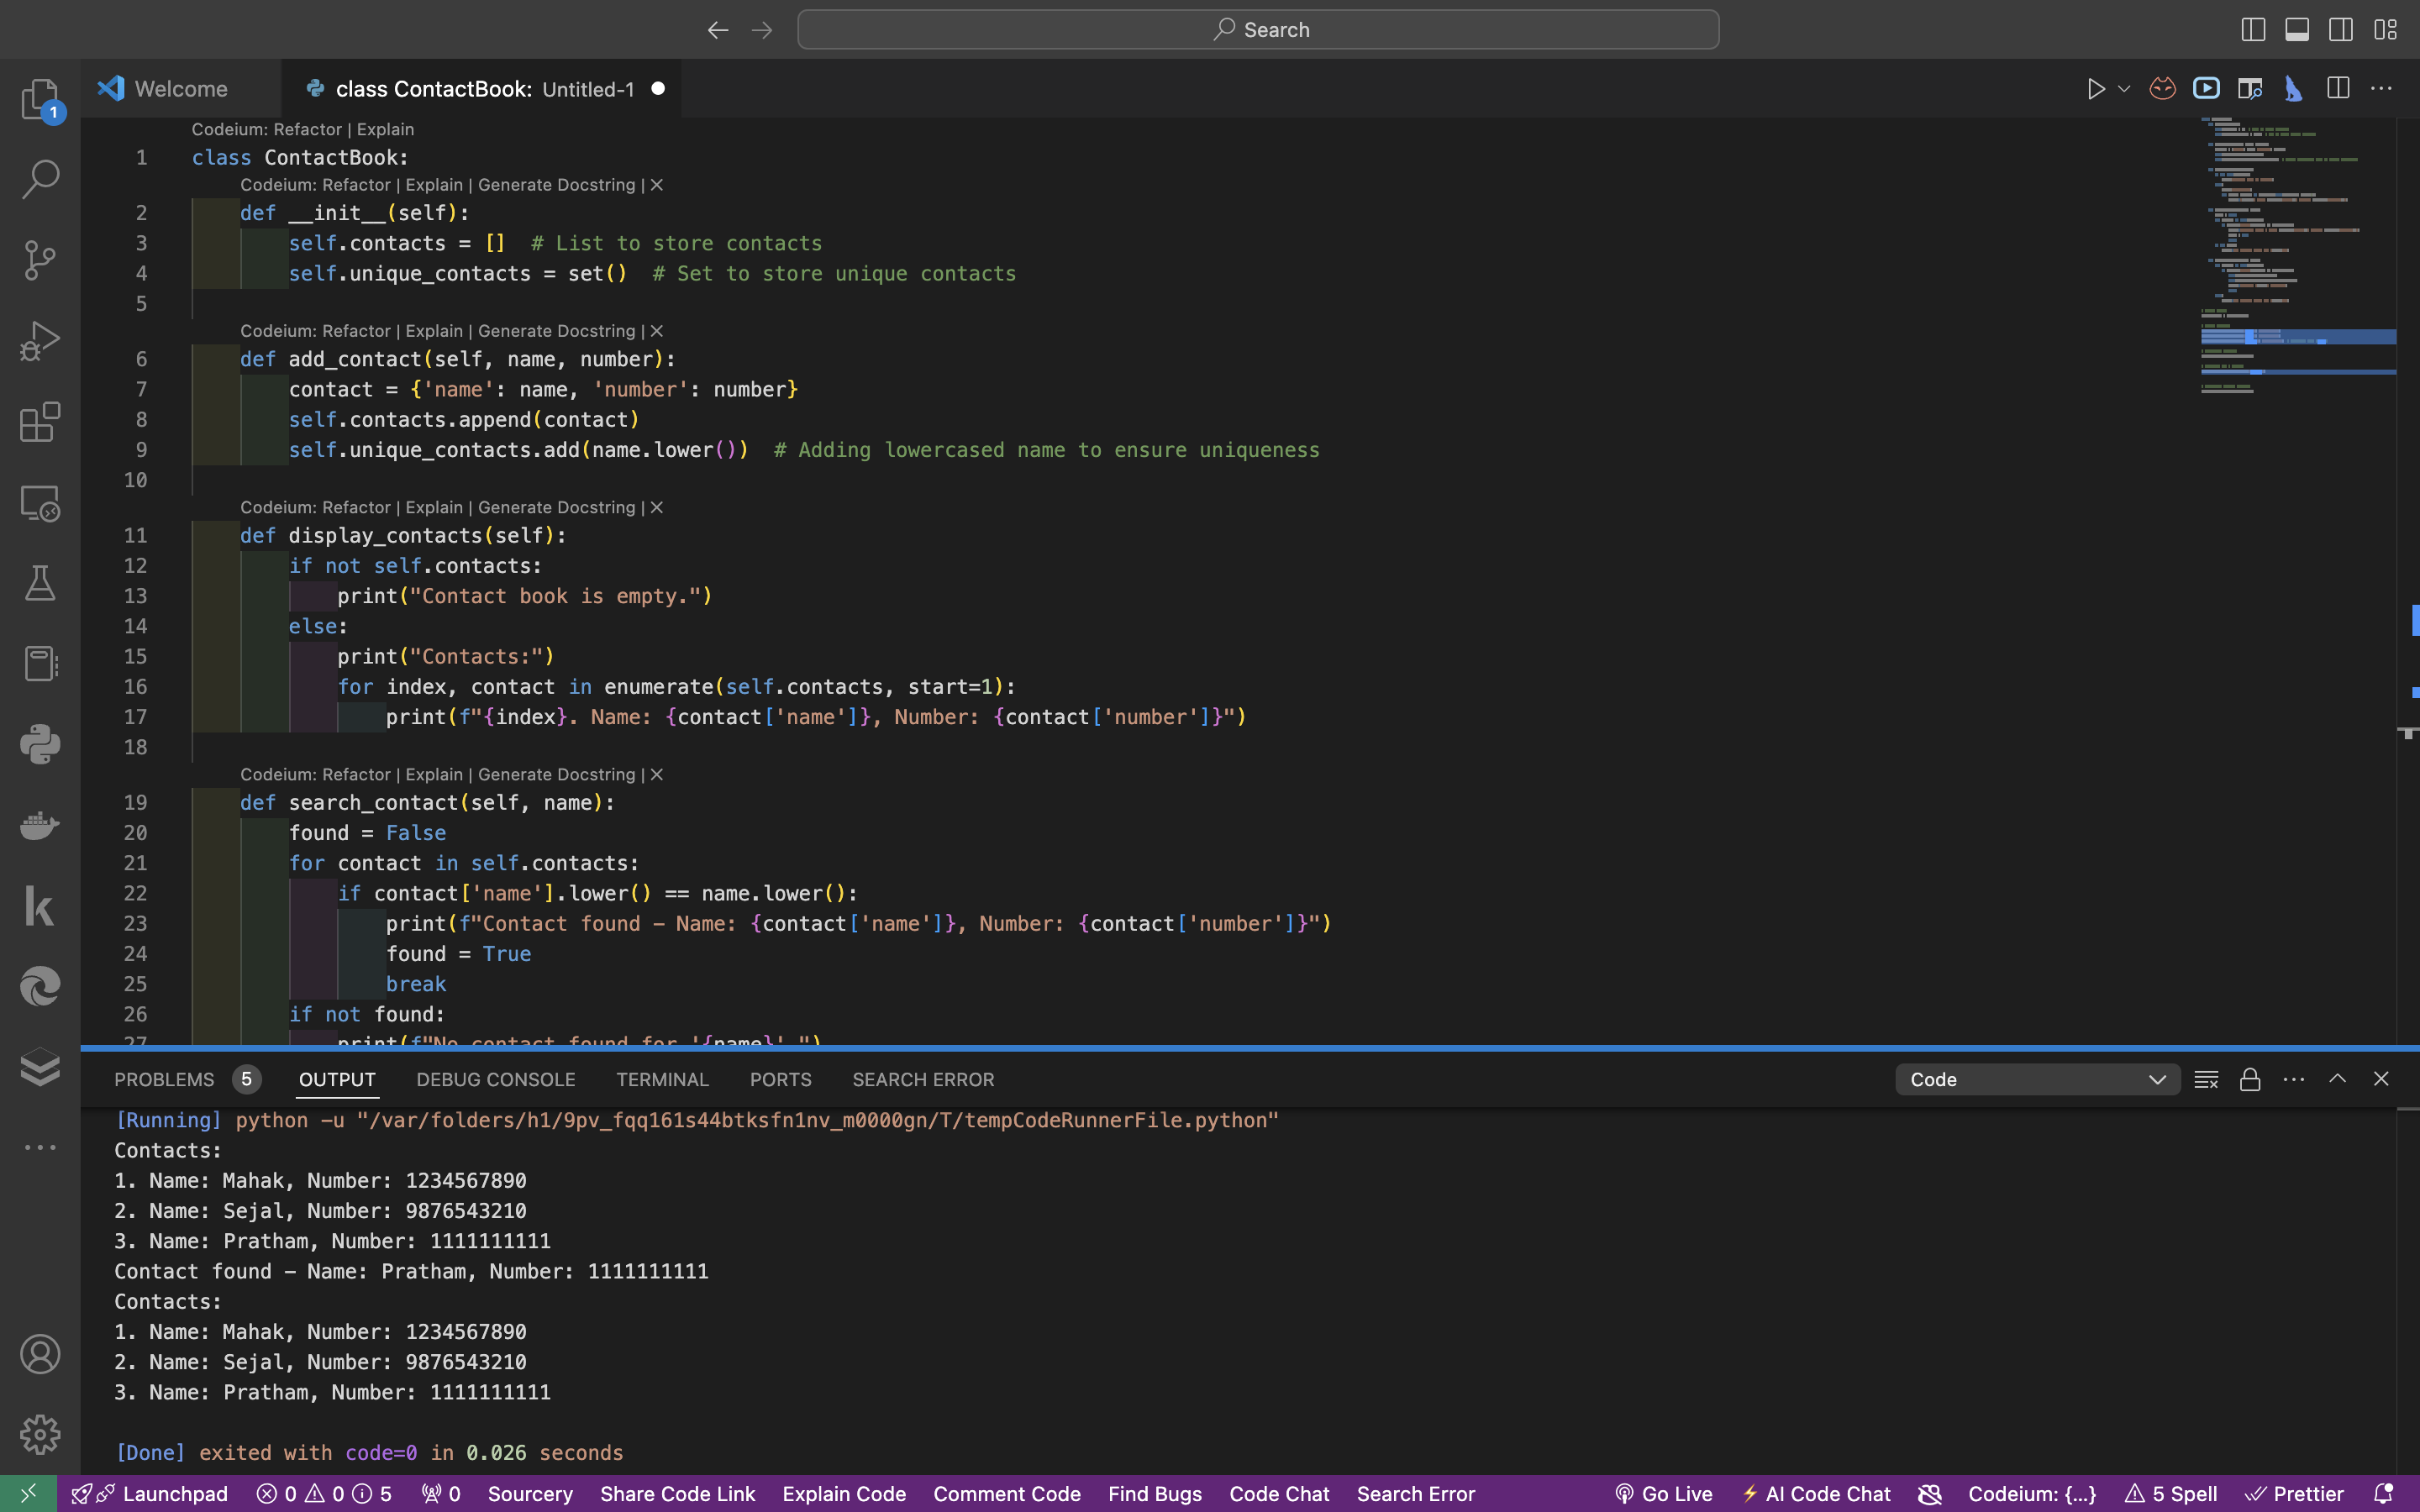 Search
Welcome
class ContactBook: Untitled-1
Codeium: Refactor | Explain
1 class ContactBook:
Codeium: Refactor | Explain | Generate Docstring | ×
2 def __init__(self):
3 self.contacts = [] # List to store contacts
4 self.unique_contacts = set() # Set to store unique contacts
5
Codeium: Refactor | Explain | Generate Docstring | ×
6 def add_contact(self, name, number):
7 contact = {'name': name, 'number': number}
8 self.contacts.append(contact)
9 self.unique_contacts.add(name.lower()) # Adding lowercased name to ensure uniqueness
10
Codeium: Refactor | Explain | Generate Docstring | ×
11 def display_contacts(self):
12 if not self.contacts:
13 print("Contact book is empty.")
14 else:
15 print("Contacts:")
16 for index, contact in enumerate(self.contacts, start=1):
17 print(f"{index}. Name: {contact['name']}, Number: {contact['number']}")
18
Codeium: Refactor | Explain | Generate Docstring | ×
19 def search_contact(self, name):
20 found = False
21 for contact in self.contacts:
22 if contact['name'].lower() == name.lower():
23 print(f"Contact found - Name: {contact['name']}, Number: {contact['number']}")
24 found = True
25 break
26 if not found:
27 print(f"No contact found for '{name}'.")
PROBLEMS 5 OUTPUT DEBUG CONSOLE TERMINAL PORTS SEARCH ERROR Code
[Running] python -u "/var/folders/h1/9pv_fqq161s44btksfn1nv_m0000gn/T/tempCodeRunnerFile.python"
Contacts:
1. Name: Mahak, Number: 1234567890
2. Name: Sejal, Number: 9876543210
3. Name: Pratham, Number: 1111111111
Contact found - Name: Pratham, Number: 1111111111
Contacts:
1. Name: Mahak, Number: 1234567890
2. Name: Sejal, Number: 9876543210
3. Name: Pratham, Number: 1111111111
[Done] exited with code=0 in 0.026 seconds
Launchpad 0 0 5 0 Sourcery Share Code Link Explain Code Comment Code Find Bugs Code Chat Search Error Go Live AI Code Chat Codeium: {...} 5 Spell Prettier